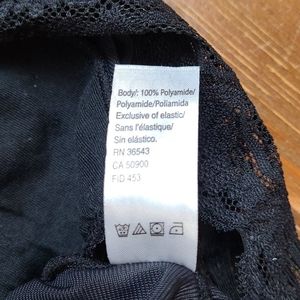 Body/: 100% Polyamide/
Polyamide/Poliamida
Exclusive of elastic/
Sans l'élastique/
Sin elástico.
RN 36543
CA 50900
FID 453